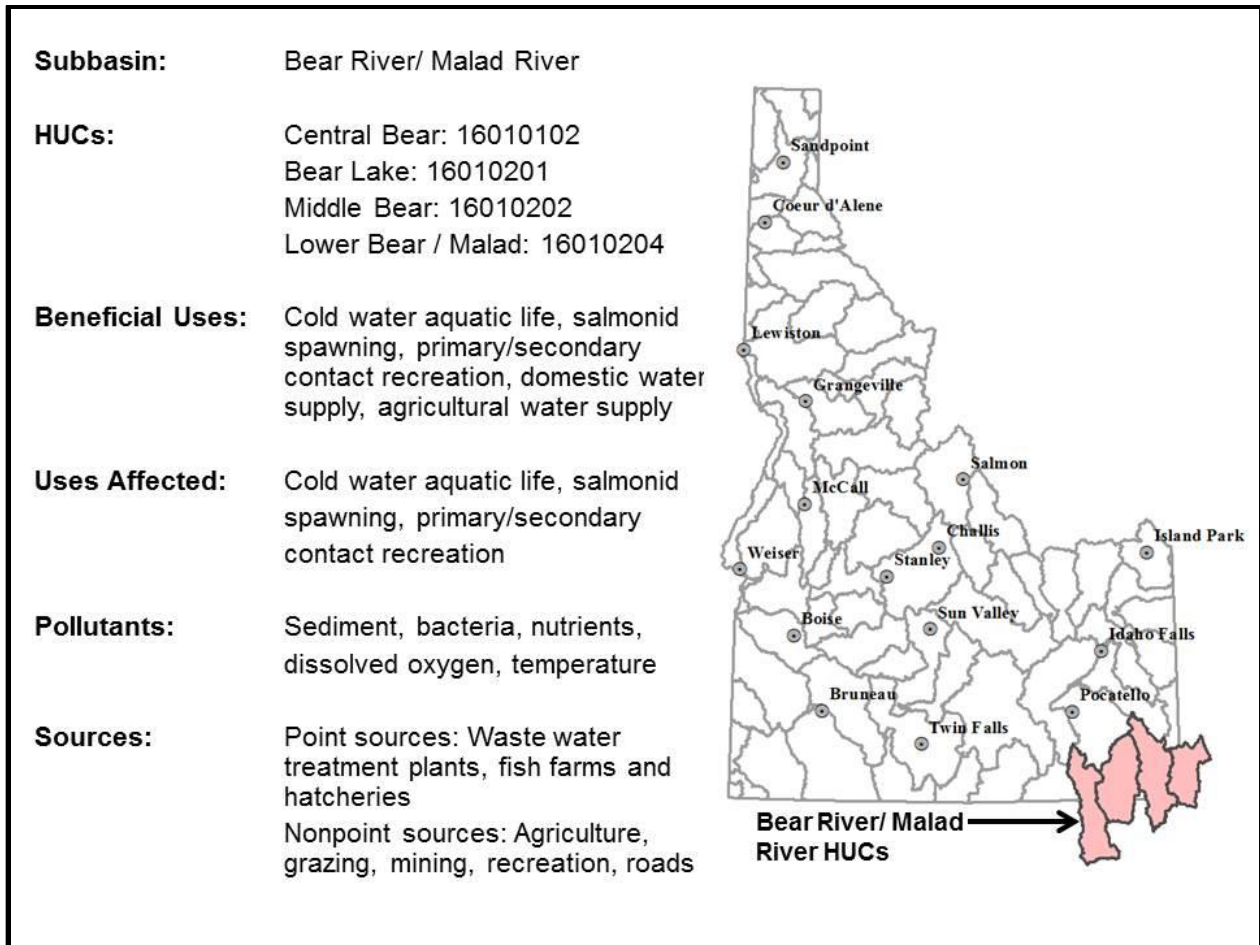 Subbasin: Bear River/ Malad River
HUCs: Central Bear: 16010102
Bear Lake: 16010201
Middle Bear: 16010202
Lower Bear / Malad: 16010204
Beneficial Uses: Cold water aquatic life, salmonid
spawning, primary/secondary
contact recreation, domestic water
supply, agricultural water supply
Uses Affected: Cold water aquatic life, salmonid
spawning, primary/secondary
contact recreation
Pollutants: Sediment, bacteria, nutrients,
dissolved oxygen, temperature
Sources: Point sources: Waste water
treatment plants, fish farms and
hatcheries
Nonpoint sources: Agriculture,
grazing, mining, recreation, roads
Sandpoint
Coeur d'Alene
Lewiston
Grangeville
Salmon
McCall
Challis
Island Park
Weiser
Stanley
Boise
Sun Valley
Idaho Falls
Bruneau
Pocatello
Twin Falls
Bear River/ Malad
River HUCs